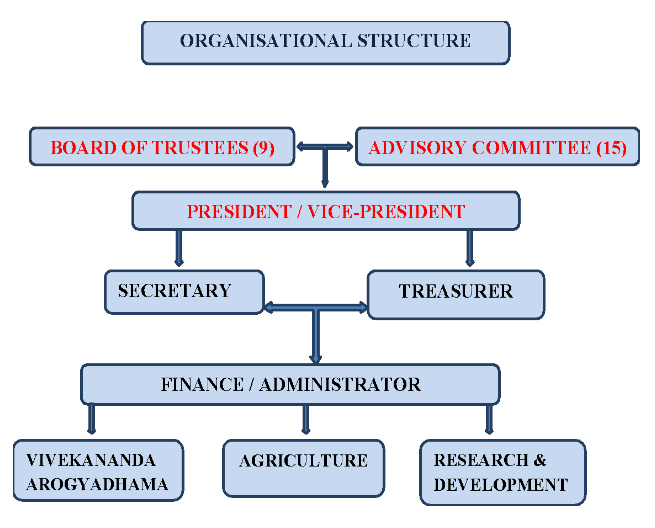 ORGANISATIONAL STRUCTURE
BOARD OF TRUSTEES (9)
ADVISORY COMMITTEE (15)
PRESIDENT / VICE-PRESIDENT
SECRETARY
TREASURER
FINANCE / ADMINISTRATOR
VIVEKANANDA
AROGYADHAMA
AGRICULTURE
RESEARCH &
DEVELOPMENT